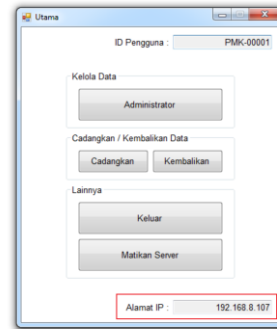 Utama
ID Pengguna : PMK-00001
Kelola Data
Administrator
Cadangkan / Kembalikan Data
Cadangkan Kembalikan
Lainnya
Keluar
Matikan Server
Alamat IP : 192.168.8.107